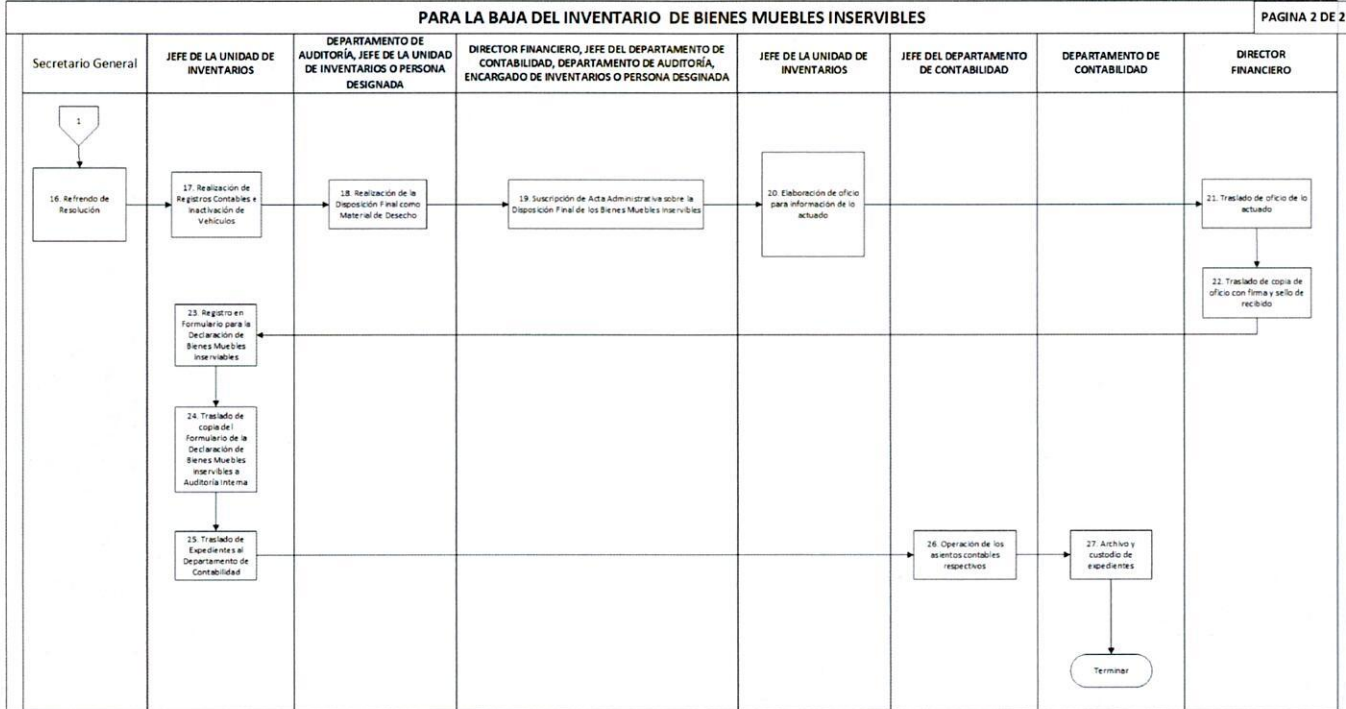 PARA LA BAJA DEL INVENTARIO DE BIENES MUEBLES INSERVIBLES
PAGINA 2 DE 2
Secretario General
JEFE DE LA UNIDAD DE
INVENTARIOS
DEPARTAMENTO DE
AUDITORÍA, JEFE DE LA UNIDAD
DE INVENTARIOS O PERSONA
DESIGNADA
DIRECTOR FINANCIERO, JEFE DEL DEPARTAMENTO DE
CONTABILIDAD, DEPARTAMENTO DE AUDITORÍA,
ENCARGADO DE INVENTARIOS O PERSONA DESGINADA
JEFE DE LA UNIDAD DE
INVENTARIOS
JEFE DEL DEPARTAMENTO
DE CONTABILIDAD
DEPARTAMENTO DE
CONTABILIDAD
DIRECTOR
FINANCIERO
1
16. Refrendo de
Resolución
17. Realización de
Registros Contables e
Inactivación de
Vehículos
18. Realización de la
Disposición Final como
Material de Desecho
19. Suscripción de Acta Administrativa sobre la
Disposición Final de los Bienes Muebles Inservibles
20. Elaboración de oficio
para información de lo
actuado
21. Traslado de oficio de lo
actuado
22. Traslado de copia de
oficio con firma y sello de
recibido
23. Registro en
Formulario para la
Declaración de
Bienes Muebles
Inserviables
24. Traslado de
copia del
Formulario de la
Declaración de
Bienes Muebles
inservibles a
Auditoría Interna
25. Traslado de
Expedientes al
Departamento de
Contabilidad
26. Operación de los
asientos contables
respectivos
27. Archivo y
custodio de
expedientes
Terminar